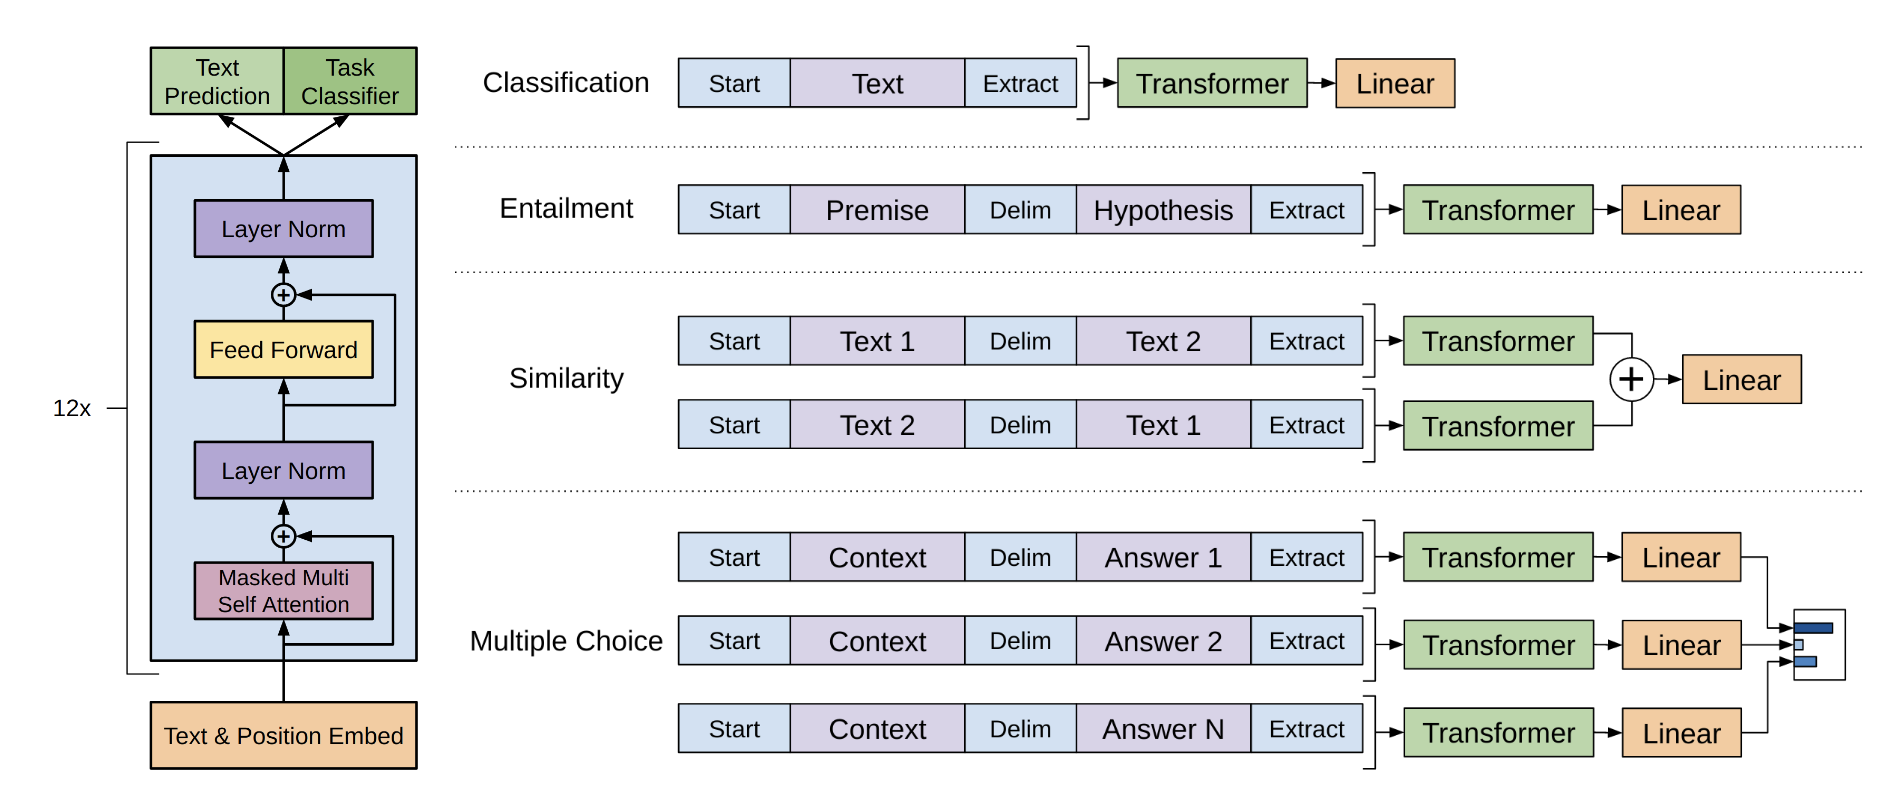 Text
Prediction
Task
Classifier
12x
Layer Norm
Feed Forward
Layer Norm
Masked Multi
Self Attention
Text & Position Embed
Classification
Start Text Extract Transformer Linear
Entailment
Start Premise Delim Hypothesis Extract Transformer Linear
Similarity
Start Text 1 Delim Text 2 Extract Transformer
Start Text 2 Delim Text 1 Extract Transformer
Linear
Multiple Choice
Start Context Delim Answer 1 Extract Transformer Linear
Start Context Delim Answer 2 Extract Transformer Linear
Start Context Delim Answer N Extract Transformer Linear